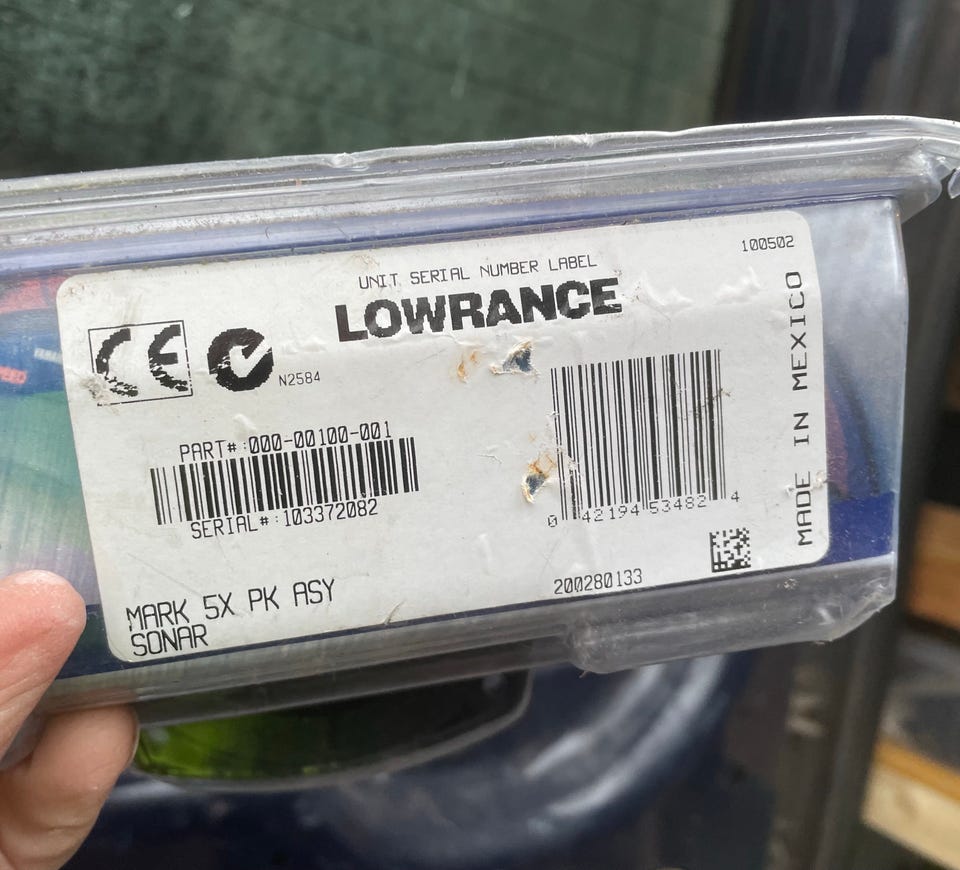 100502
UNIT SERIAL NUMBER LABEL
LOWRANCE
CE
N2584
PART#:000-00100-001
SERIAL#:103372082
0 42194 53482 4
MADE IN MEXICO
200280133
MARK 5X PK ASY
SONAR